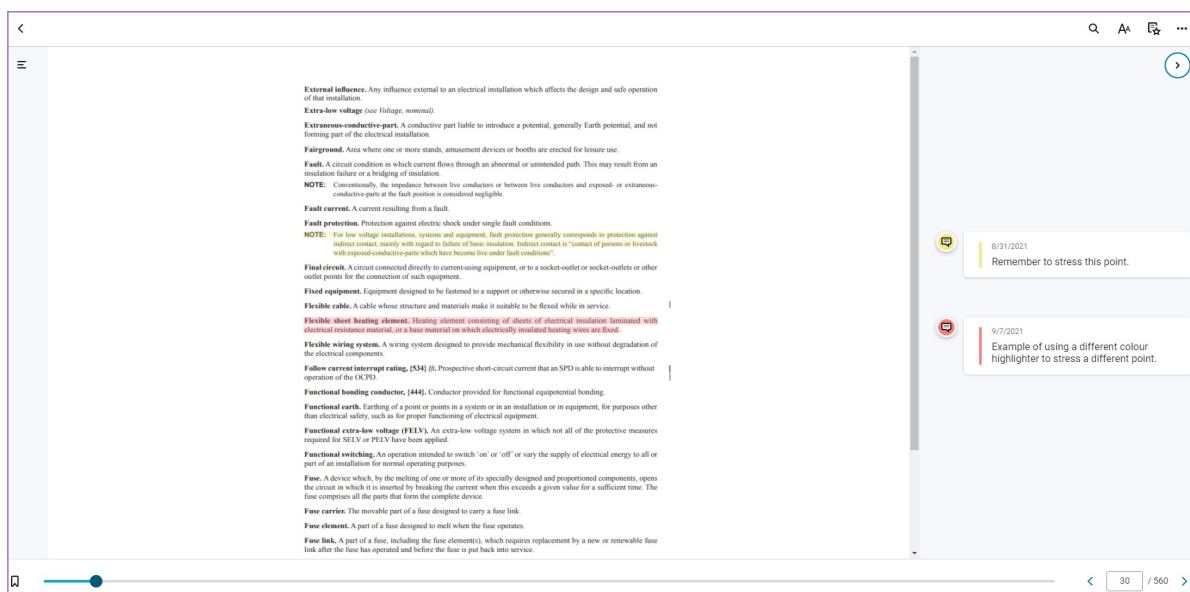 External influence. Any influence external to an electrical installation which affects the design and safe operation
of that installation.
Extra-low voltage (see Voltage, nominal).
Extraneous-conductive-part. A conductive part liable to introduce a potential, generally Earth potential, and not
forming part of the electrical installation.
Fairground. Area where one or more stands, amusement devices or booths are erected for leisure use.
Fault. A circuit condition in which current flows through an abnormal or unintended path. This may result from an
insulation failure or a bridging of insulation.
NOTE: Conventionally, the impedance between live conductors or between live conductors and exposed- or extraneous-
conductive-parts at the fault position is considered negligible.
Fault current. A current resulting from a fault.
Fault protection. Protection against electric shock under single fault conditions.
NOTE: For low voltage installations, systems and equipment, fault protection generally corresponds to protection against
indirect contact, mainly with regard to failure of basic insulation. Indirect contact is "contact of persons or livestock
with exposed-conductive-parts which have become live under fault conditions".
Final circuit. A circuit connected directly to current-using equipment, or to a socket-outlet or socket-outlets or other
outlet points for the connection of such equipment.
Fixed equipment. Equipment designed to be fastened to a support or otherwise secured in a specific location.
Flexible cable. A cable whose structure and materials make it suitable to be flexed while in service.
Flexible sheet heating element. Heating element consisting of sheets of electrical insulation laminated with
electrical resistance material, or a base material on which electrically insulated heating wires are fixed.
Flexible wiring system. A wiring system designed to provide mechanical flexibility in use without degradation of
the electrical components.
Follow current interrupt rating, {534} Ifi. Prospective short-circuit current that an SPD is able to interrupt without
operation of the OCPD.
Functional bonding conductor, {444}. Conductor provided for functional equipotential bonding.
Functional earth. Earthing of a point or points in a system or in an installation or in equipment, for purposes other
than electrical safety, such as for proper functioning of electrical equipment.
Functional extra-low voltage (FELV). An extra-low voltage system in which not all of the protective measures
required for SELV or PELV have been applied.
Functional switching. An operation intended to switch 'on' or 'off' or vary the supply of electrical energy to all or
part of an installation for normal operating purposes.
Fuse. A device which, by the melting of one or more of its specially designed and proportioned components, opens
the circuit in which it is inserted by breaking the current when this exceeds a given value for a sufficient time. The
fuse comprises all the parts that form the complete device.
Fuse carrier. The movable part of a fuse designed to carry a fuse link.
Fuse element. A part of a fuse designed to melt when the fuse operates.
Fuse link. A part of a fuse, including the fuse element(s), which requires replacement by a new or renewable fuse
link after the fuse has operated and before the fuse is put back into service.
8/31/2021
Remember to stress this point.
9/7/2021
Example of using a different colour
highlighter to stress a different point.
30 / 560